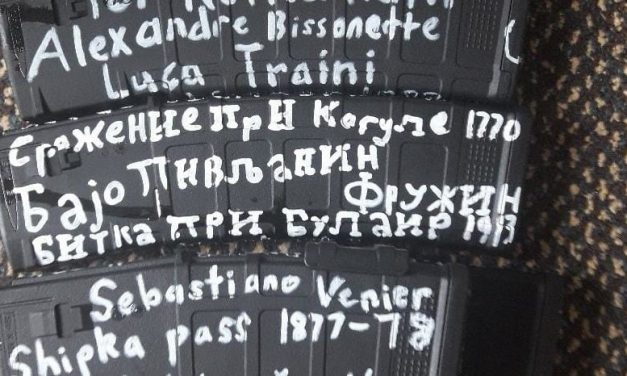 Alexandre Bissonette
Luca Traini
Сражение при Кагуле 1770
Бајо Пивљанин
Фружин
Битка при Булаир 1913
Sebastiano Venier
Shipka pass 1877-78